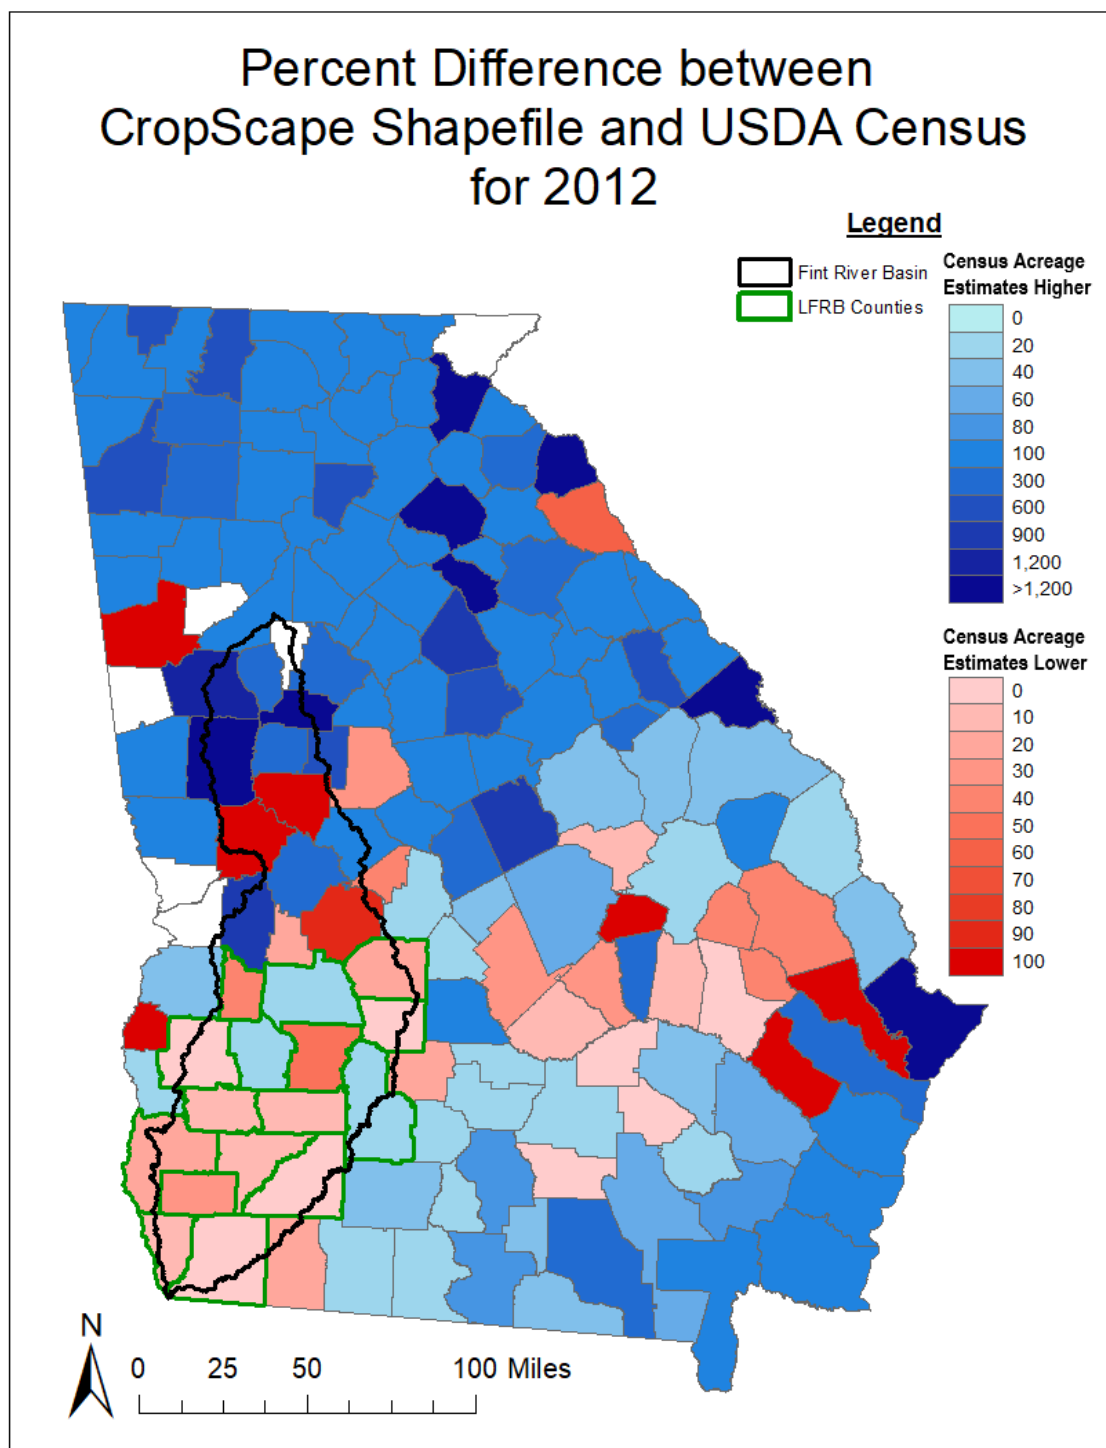 Percent Difference between
CropScape Shapefile and USDA Census
for 2012
Legend
Fint River Basin
LFRB Counties
Census Acreage
Estimates Higher
0
20
40
60
80
100
300
600
900
1,200
>1,200
Census Acreage
Estimates Lower
0
10
20
30
40
50
60
70
80
90
100
N
0 25 50 100 Miles